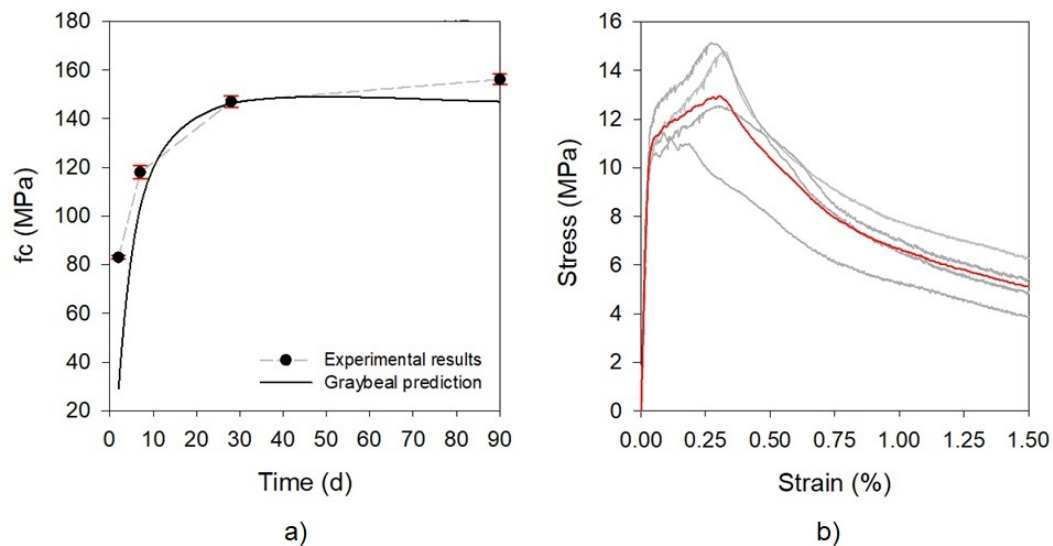 180
160
140
120
100
80
60
40
20
fc (MPa)
Experimental results
Graybeal prediction
0 10 20 30 40 50 60 70 80 90
Time (d)
a)
16
14
12
10
8
6
4
2
0
Stress (MPa)
0.00 0.25 0.50 0.75 1.00 1.25 1.50
Strain (%)
b)